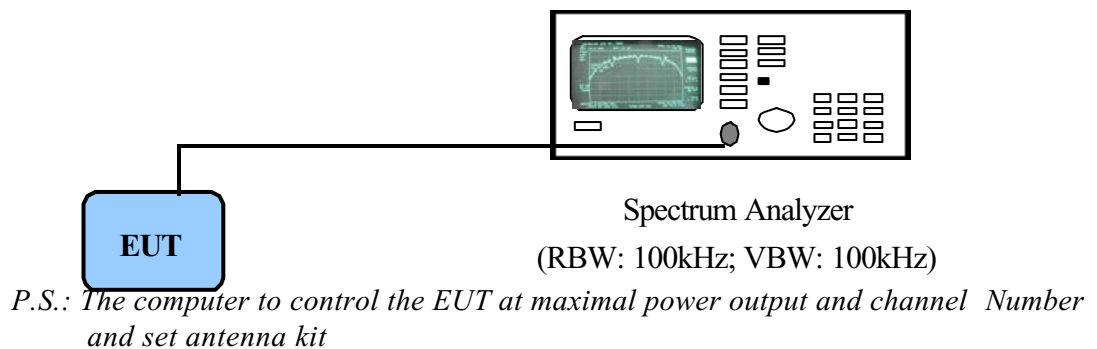 EUT
Spectrum Analyzer
(RBW: 100kHz; VBW: 100kHz)
P.S.: The computer to control the EUT at maximal power output and channel Number
and set antenna kit